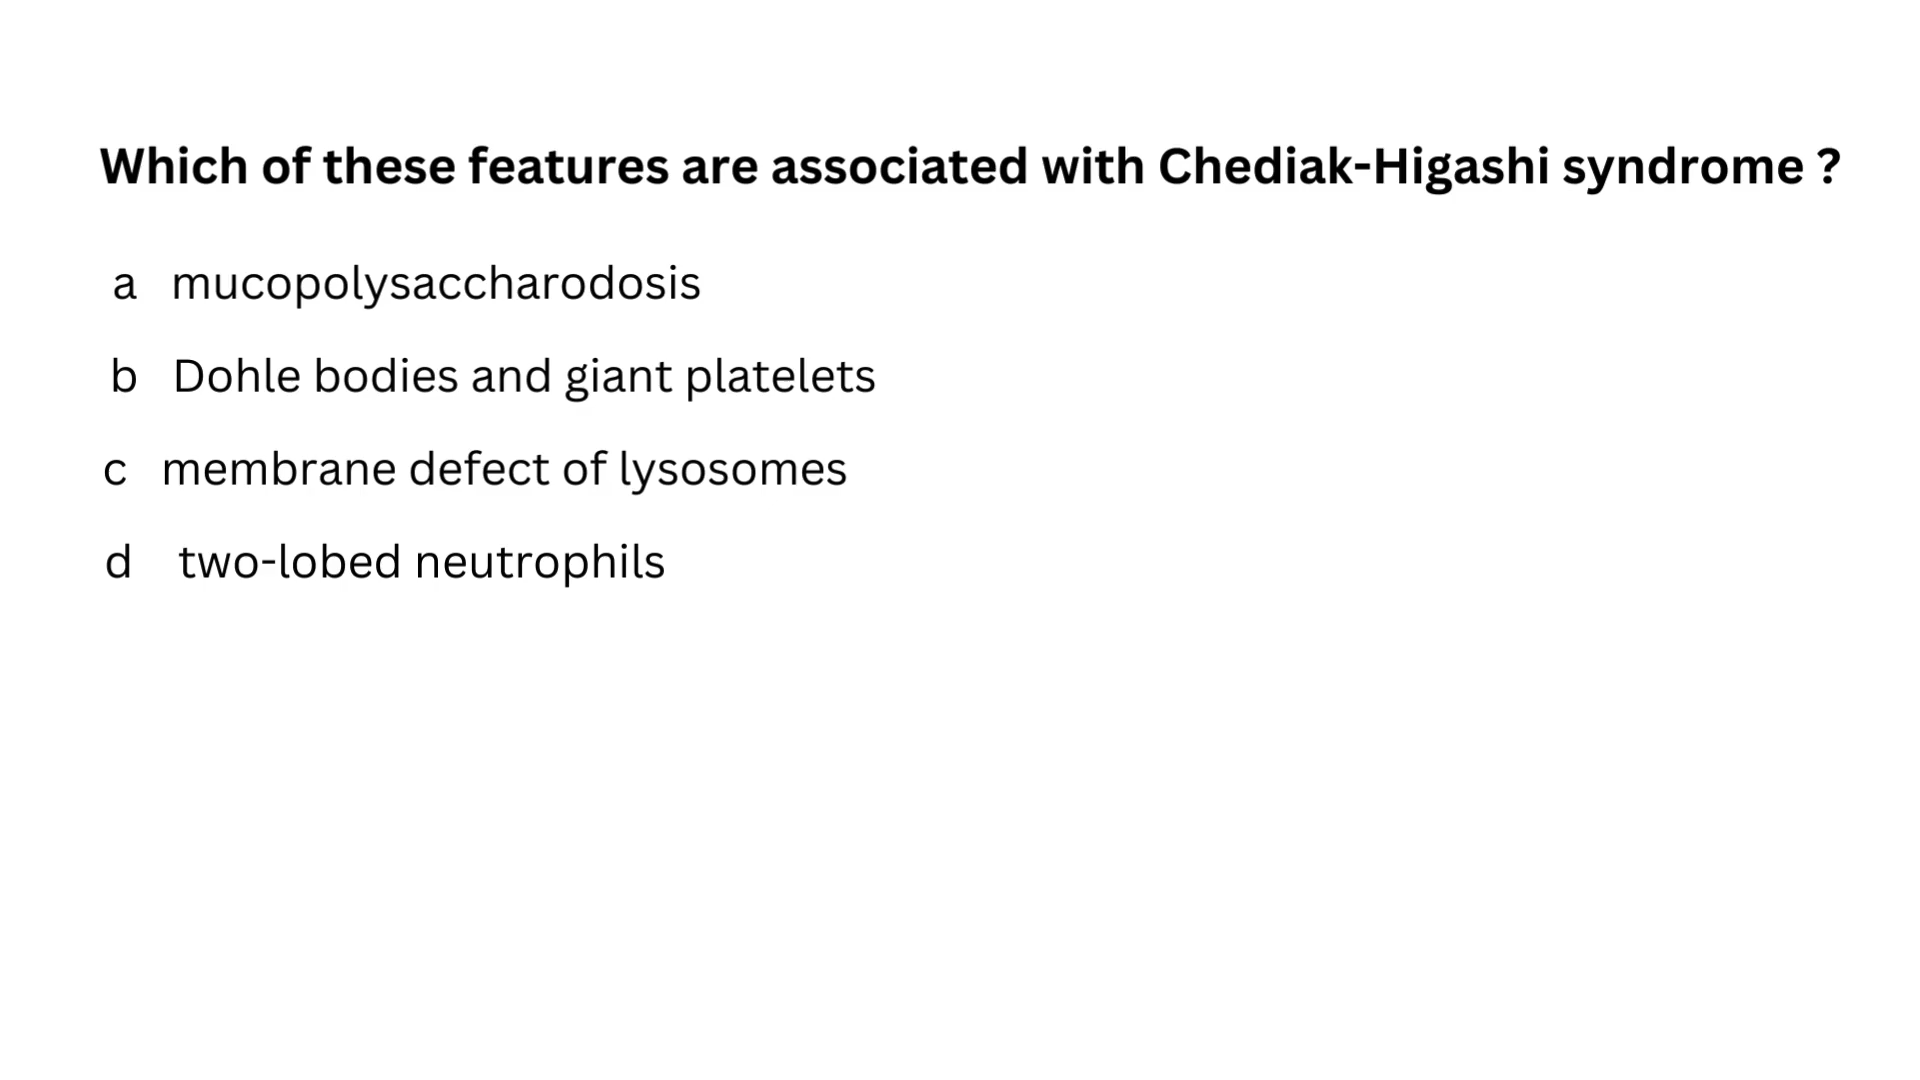 Which of these features are associated with Chediak-Higashi syndrome ?
a mucopolysaccharodosis
b Dohle bodies and giant platelets
c membrane defect of lysosomes
d two-lobed neutrophils